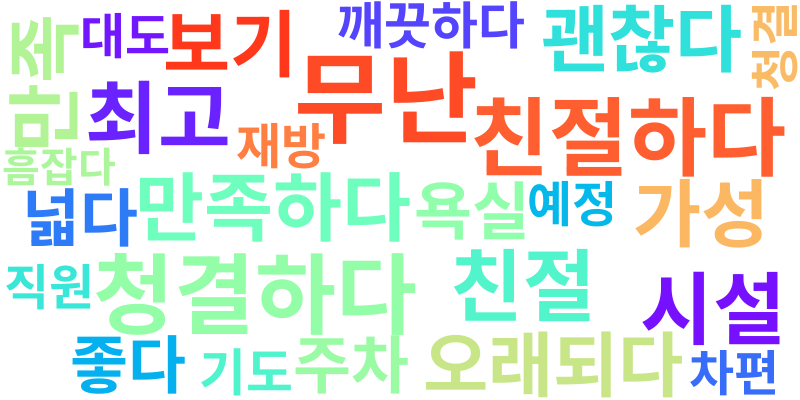 만족
대도
보기
깨끗하다
괜찮다
청결
최고
무난
친절하다
재방
흠잡다
넓다
만족하다
욕실
예정
가성
직원
청결하다
친절
시설
좋다
기도
주차
오래되다
차편